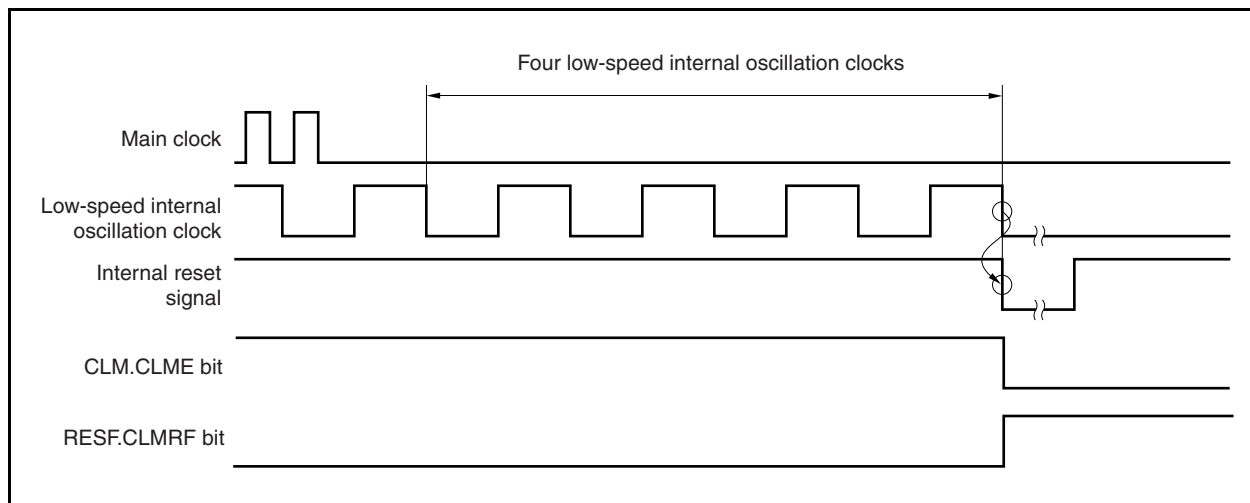 Four low-speed internal oscillation clocks
Main clock
Low-speed internal
oscillation clock
Internal reset
signal
CLM.CLME bit
RESF.CLMRF bit